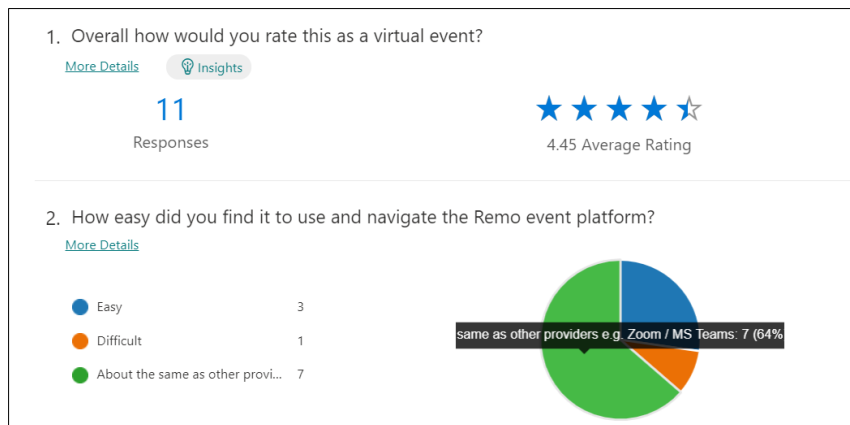 1. Overall how would you rate this as a virtual event?
More Details Insights
11
Responses
4.45 Average Rating
2. How easy did you find it to use and navigate the Remo event platform?
More Details
Easy 3
Difficult 1
About the same as other provi... 7
same as other providers e.g. Zoom / MS Teams: 7 (64%